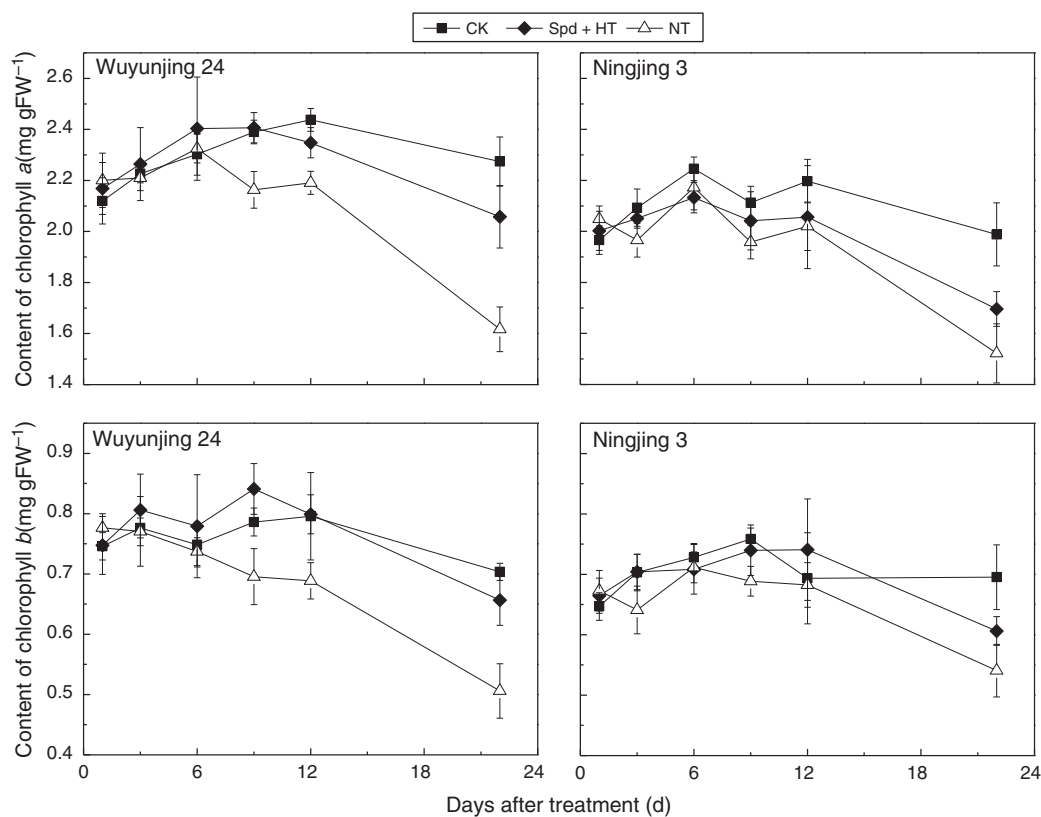 CK Spd + HT NT
Wuyunjing 24
Ningjing 3
Content of chlorophyll a(mg gFW−1)
2.6
2.4
2.2
2.0
1.8
1.6
1.4
Wuyunjing 24
Ningjing 3
Content of chlorophyll b(mg gFW−1)
0.9
0.8
0.7
0.6
0.5
0.4
0 6 12 18 24 0 6 12 18 24
Days after treatment (d)